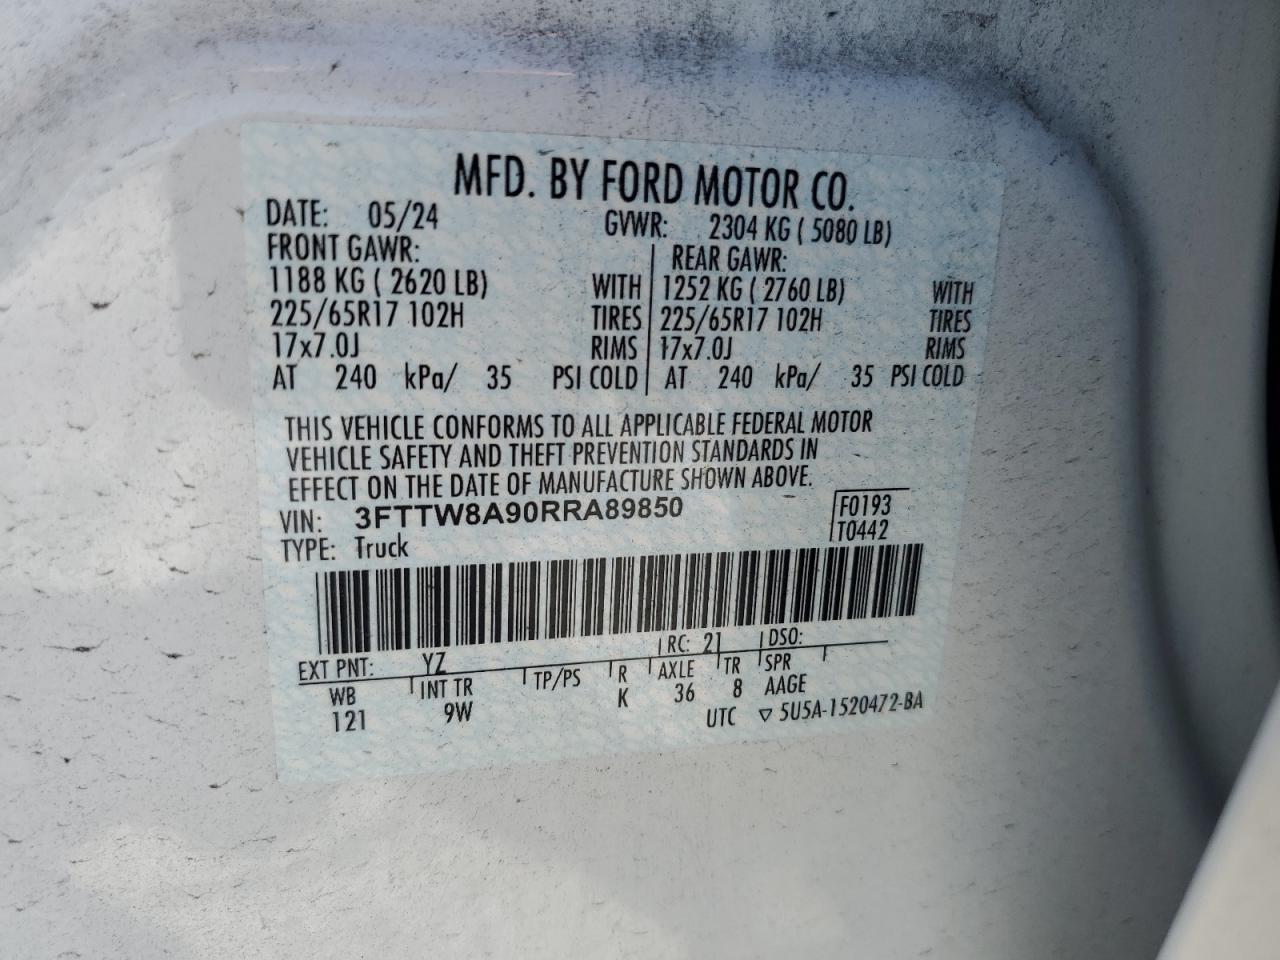 MFD. BY FORD MOTOR CO.
DATE: 05/24 GVWR: 2304 KG ( 5080 LB)
FRONT GAWR: REAR GAWR:
1188 KG ( 2620 LB) WITH 1252 KG ( 2760 LB) WITH
225/65R17 102H TIRES 225/65R17 102H TIRES
17x7.0J RIMS 17x7.0J RIMS
AT 240 kPa/ 35 PSI COLD AT 240 kPa/ 35 PSI COLD
THIS VEHICLE CONFORMS TO ALL APPLICABLE FEDERAL MOTOR
VEHICLE SAFETY AND THEFT PREVENTION STANDARDS IN
EFFECT ON THE DATE OF MANUFACTURE SHOWN ABOVE.
VIN: 3FTTW8A90RRA89850 F0193
TYPE: Truck T0442
EXT PNT: YZ RC: 21 DSO:
WB INT TR TP/PS R AXLE TR SPR
121 9W K 36 8 AAGE
UTC ▽ 5U5A-1520472-BA